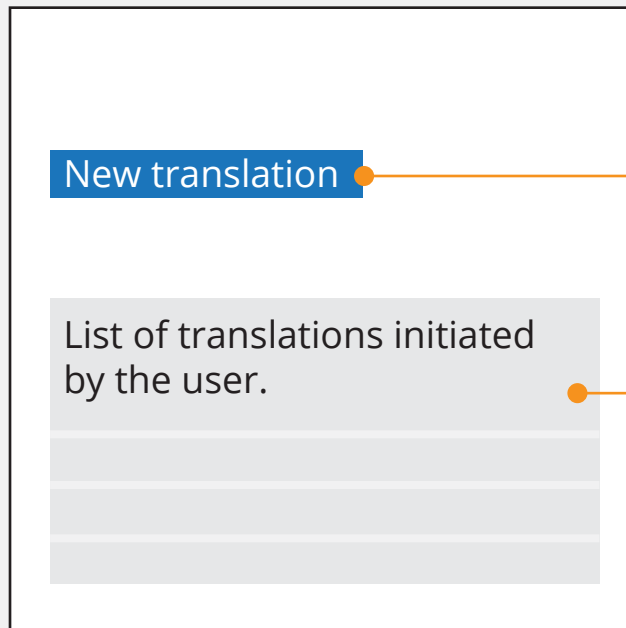 New translation
List of translations initiated
by the user.